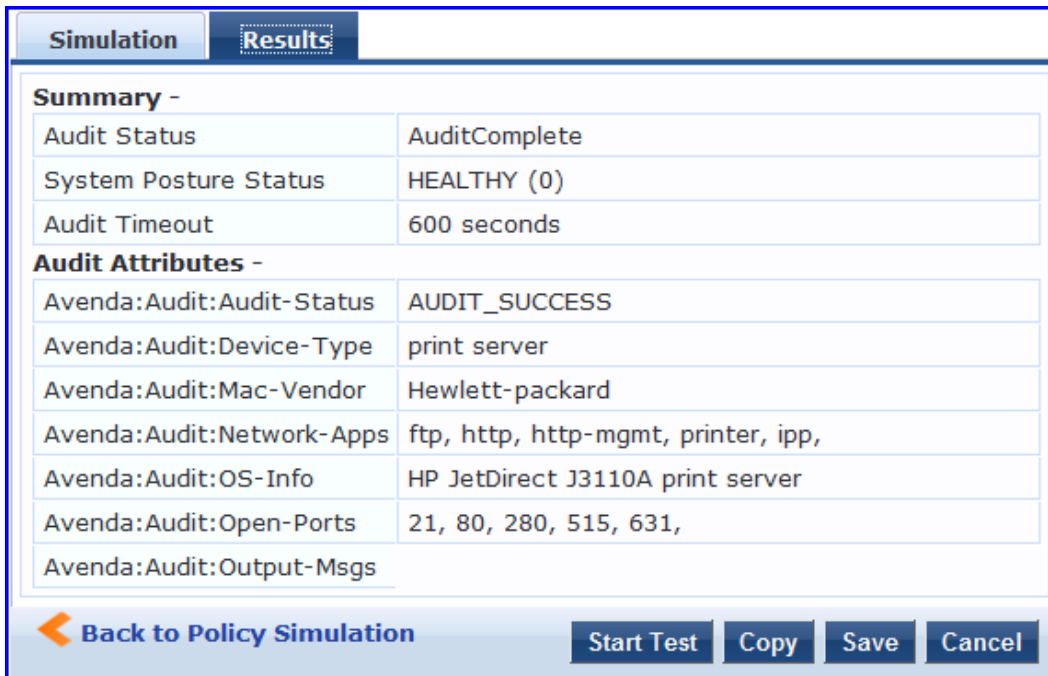 Simulation Results
Summary -
Audit Status AuditComplete
System Posture Status HEALTHY (0)
Audit Timeout 600 seconds
Audit Attributes -
Avenda:Audit:Audit-Status AUDIT_SUCCESS
Avenda:Audit:Device-Type print server
Avenda:Audit:Mac-Vendor Hewlett-packard
Avenda:Audit:Network-Apps ftp, http, http-mgmt, printer, ipp,
Avenda:Audit:OS-Info HP JetDirect J3110A print server
Avenda:Audit:Open-Ports 21, 80, 280, 515, 631,
Avenda:Audit:Output-Msgs
Back to Policy Simulation Start Test Copy Save Cancel